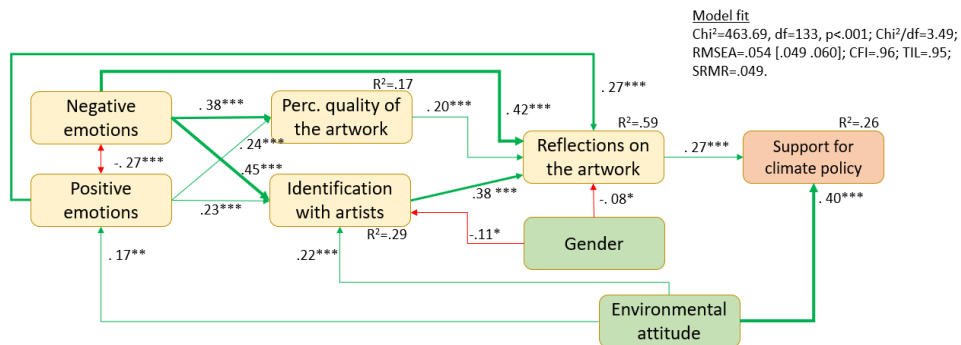 Model fit
Chi²=463.69, df=133, p<.001; Chi²/df=3.49;
RMSEA=.054 [.049 .060]; CFI=.96; TIL=.95;
SRMR=.049.
R²=.17
Negative
emotions
. 38***
Perc. quality of
the artwork
. 20***
. 42***
. 27***
R²=.59
R²=.26
. 24***
-. 27***
.45***
Reflections on
the artwork
. 27***
Support for
climate policy
Positive
emotions
.23***
Identification
with artists
. 38 ***
-. 08*
. 40***
R²=.29
-.11*
Gender
. 17**
.22***
Environmental
attitude